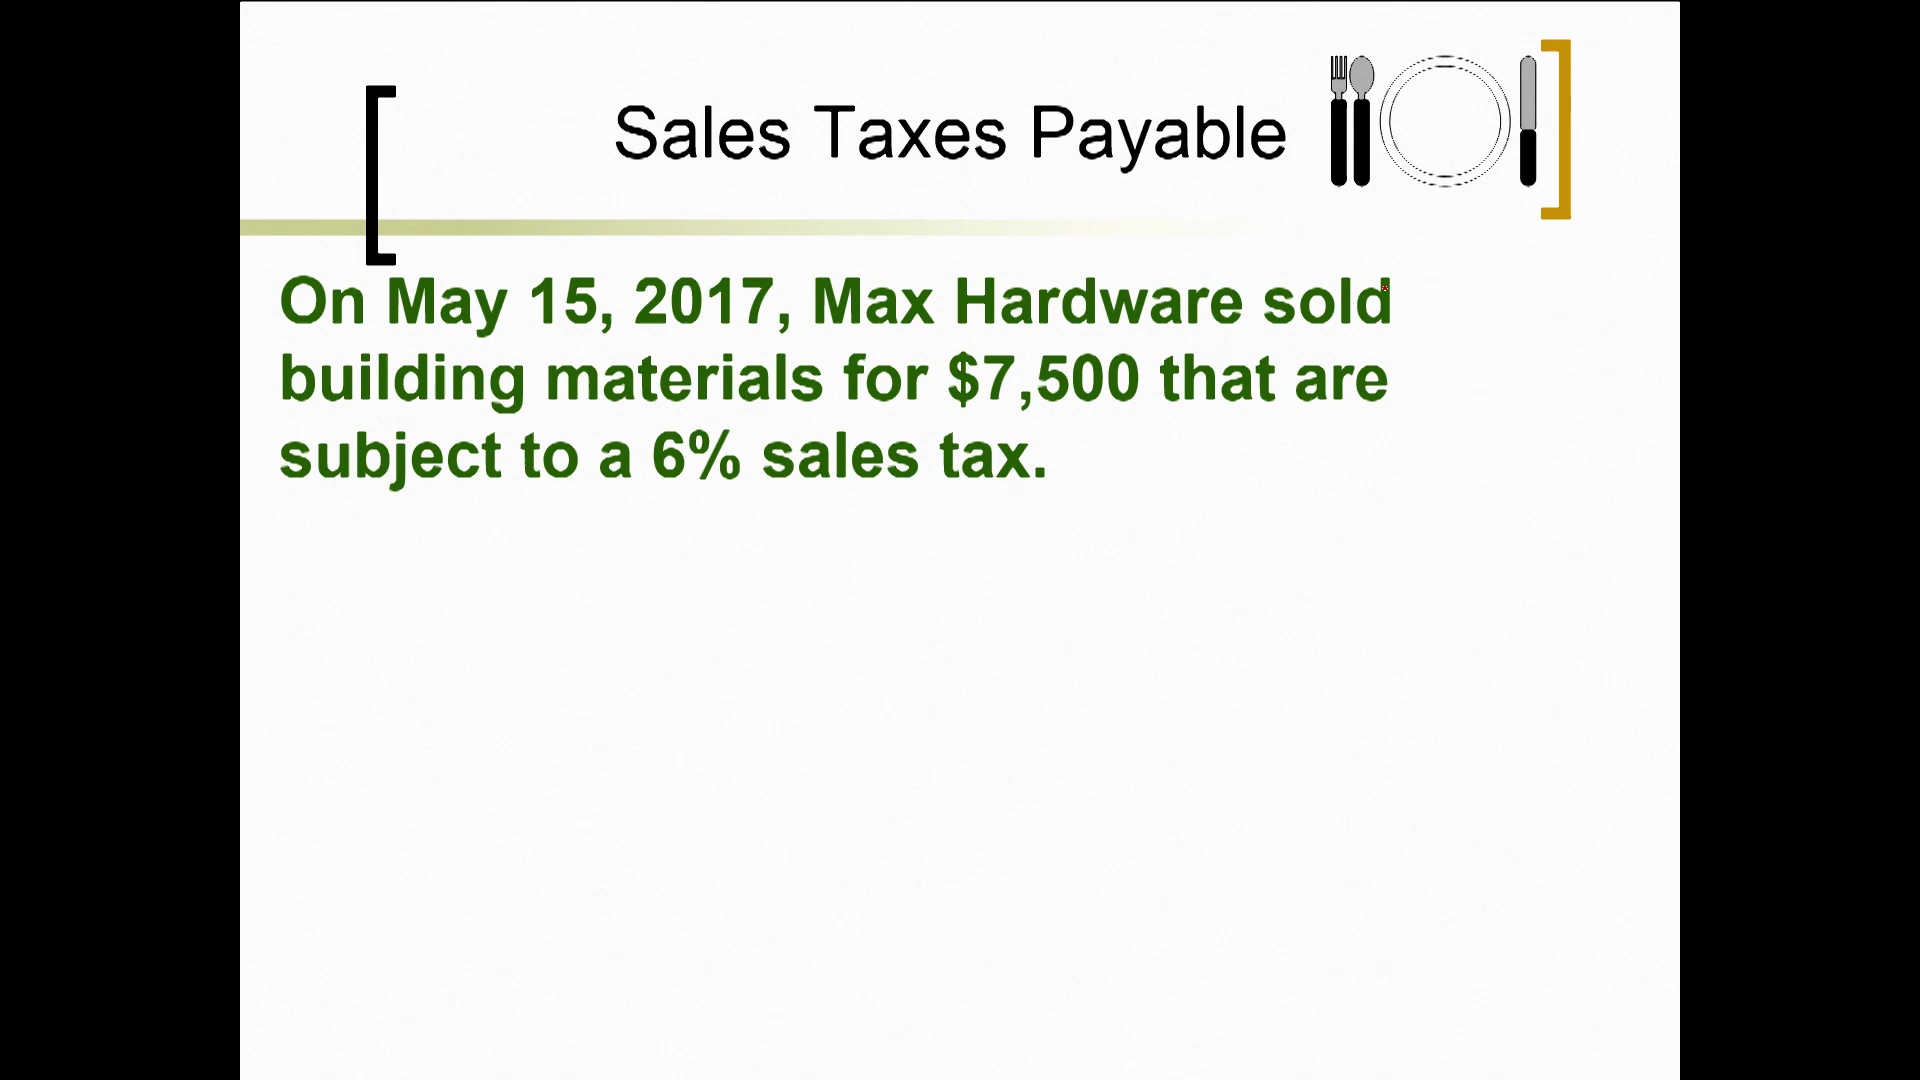 Sales Taxes Payable
On May 15, 2017, Max Hardware sold
building materials for $7,500 that are
subject to a 6% sales tax.